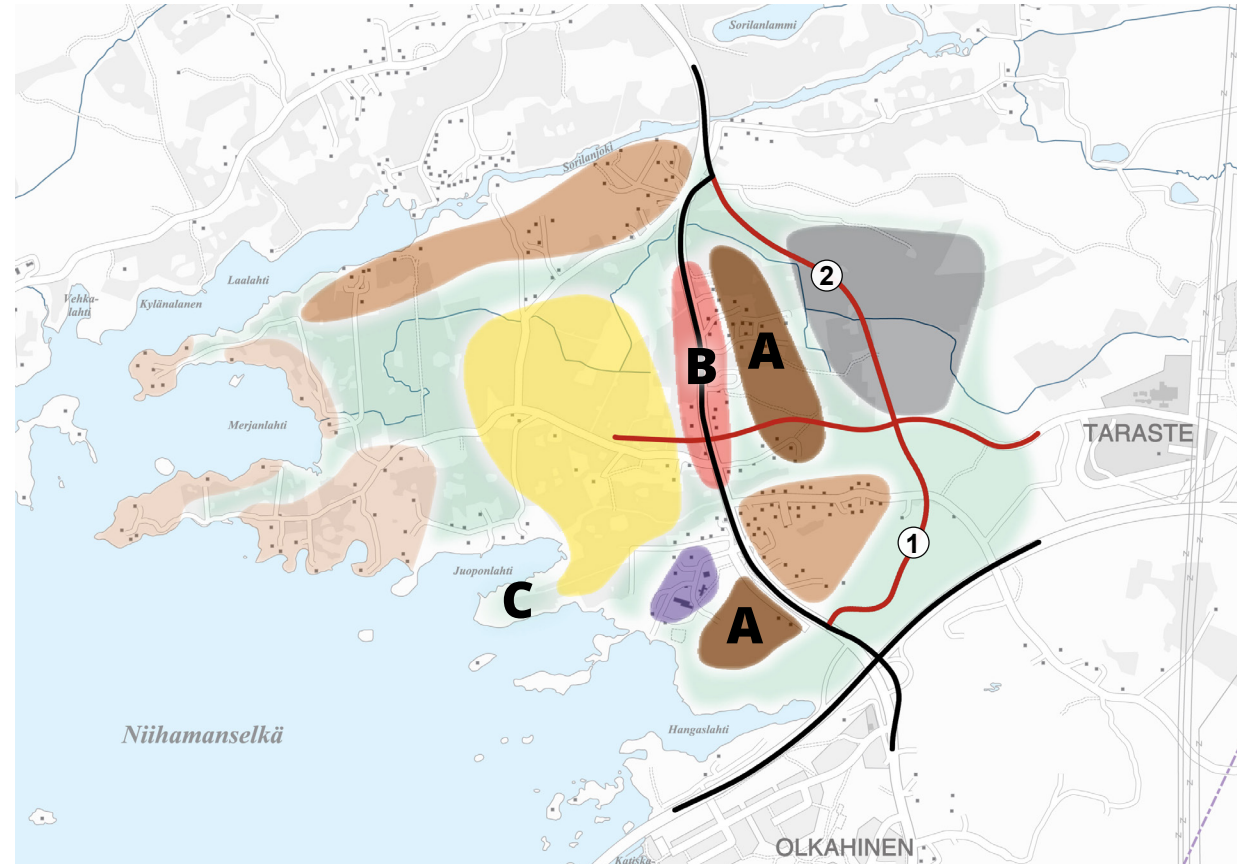 Sorilanlammi
Sorilanjoki
Laalahti
Vehka-
lahti
Kylänalanen
2
B
A
Merjanlahti
TARASTE
1
Juoponlahti
C
A
Niihamanselkä
Hangaslahti
OLKAHINEN
Katiska-
N
N
N
N
N
N